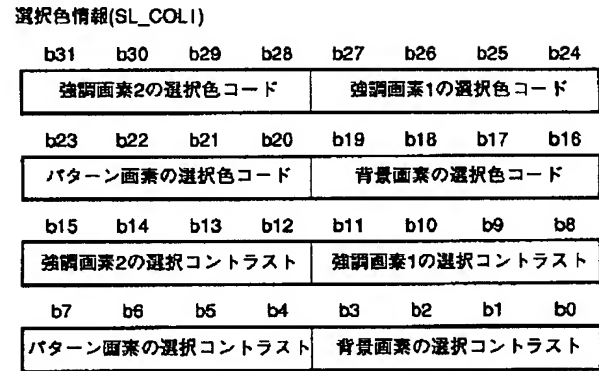 選択色情報(SL_COLI)
b31 b30 b29 b28 b27 b26 b25 b24
強調画素2の選択色コード 強調画素1の選択色コード
b23 b22 b21 b20 b19 b18 b17 b16
パターン画素の選択色コード 背景画素の選択色コード
b15 b14 b13 b12 b11 b10 b9 b8
強調画素2の選択コントラスト 強調画素1の選択コントラスト
b7 b6 b5 b4 b3 b2 b1 b0
パターン画素の選択コントラスト 背景画素の選択コントラスト